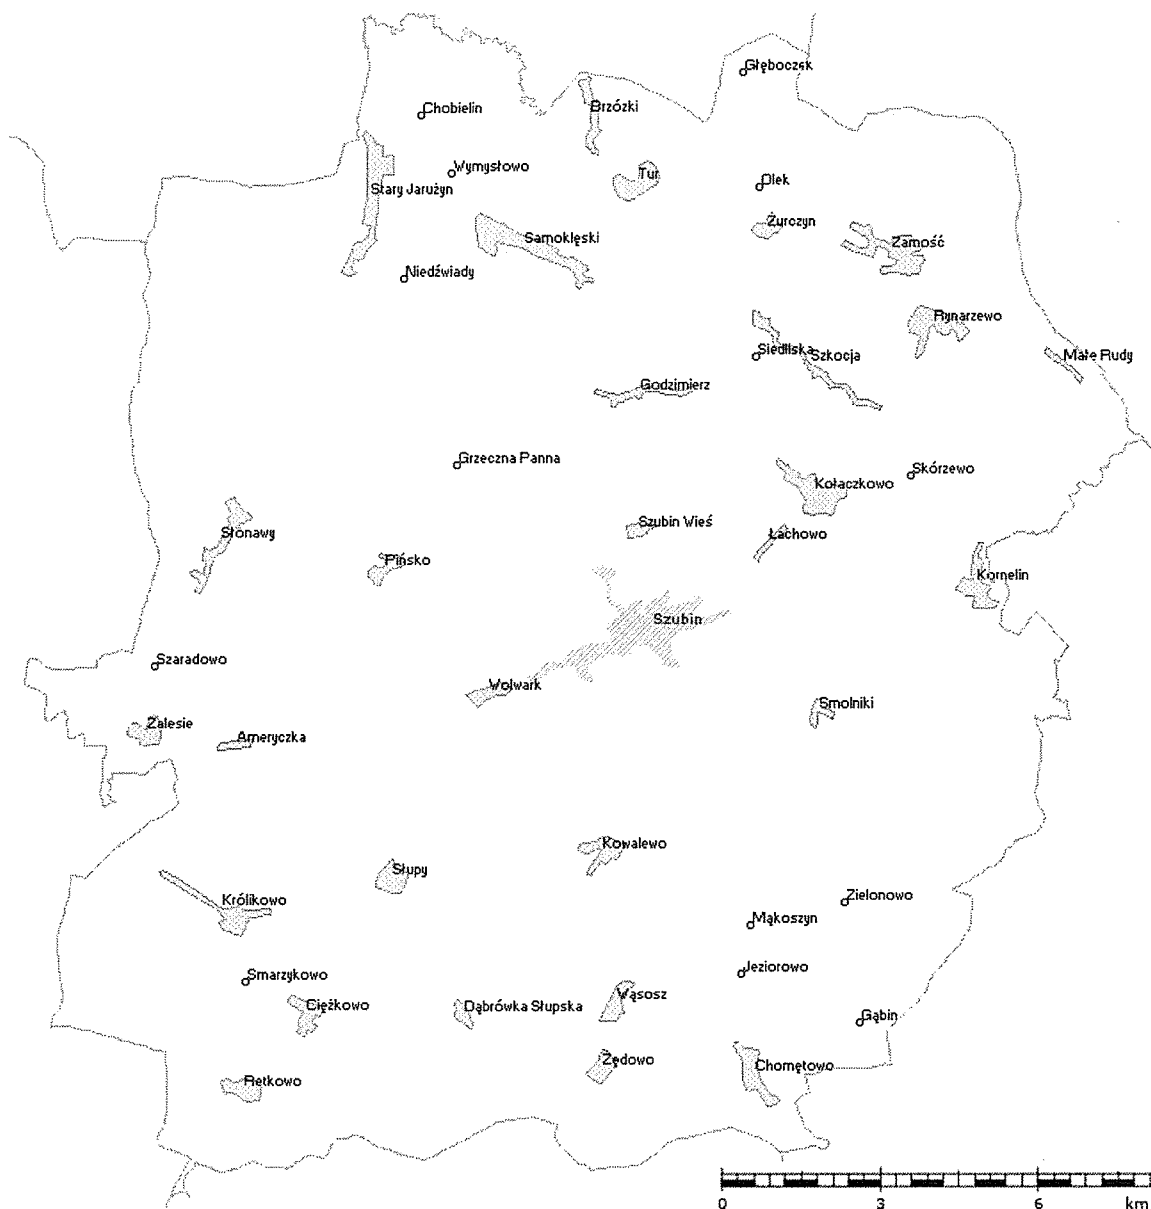 Głęboczek
Chobielin
Brzózki
Wymysłowo
Tur
Olek
Stary Jarużyn
Żurczyn
Samoklęski
Zamość
Niedźwiady
Rynarzewo
Siedliska
Szkocja
Małe Rudy
Godzimierz
Grzeczna Panna
Skórzewo
Kołaczkowo
Szubin Wieś
Słonawy
Łachowo
Pińsko
Kornelin
Szubin
Szaradowo
Wolwark
Smolniki
Zalesie
Ameryczka
Kowalewo
Słupy
Królikowo
Zielonowo
Mąkoszyn
Smarzykowo
Jeziorowo
Wąsosz
Ciężkowo
Dąbrówka Słupska
Gąbin
Żędowo
Chomętowo
Retkowo
0 3 6 km